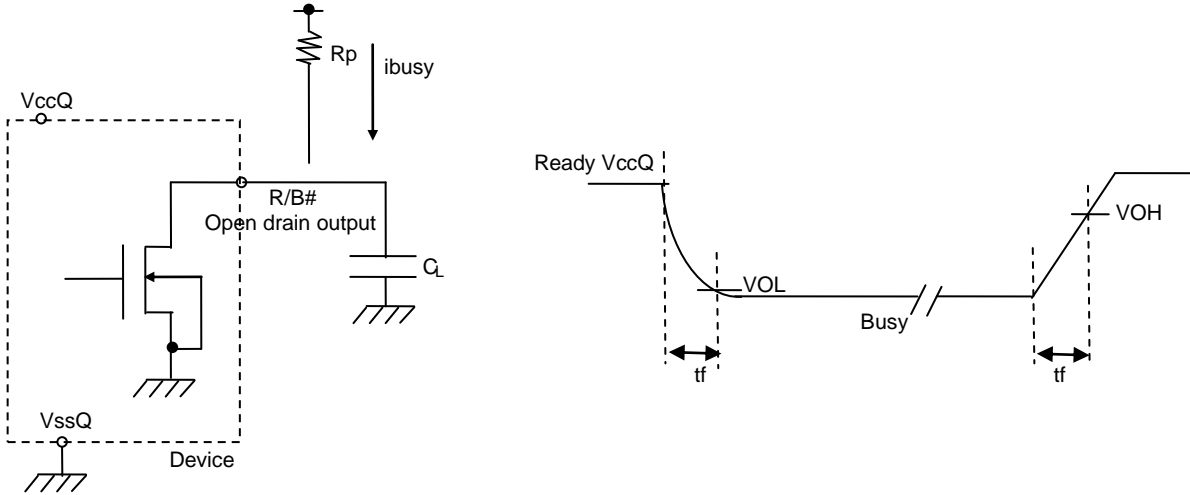 Rp
ibusy
VccQ
R/B#
Open drain output
CL
VssQ
Device
Ready VccQ
VOL
Busy
VOH
tf
tf